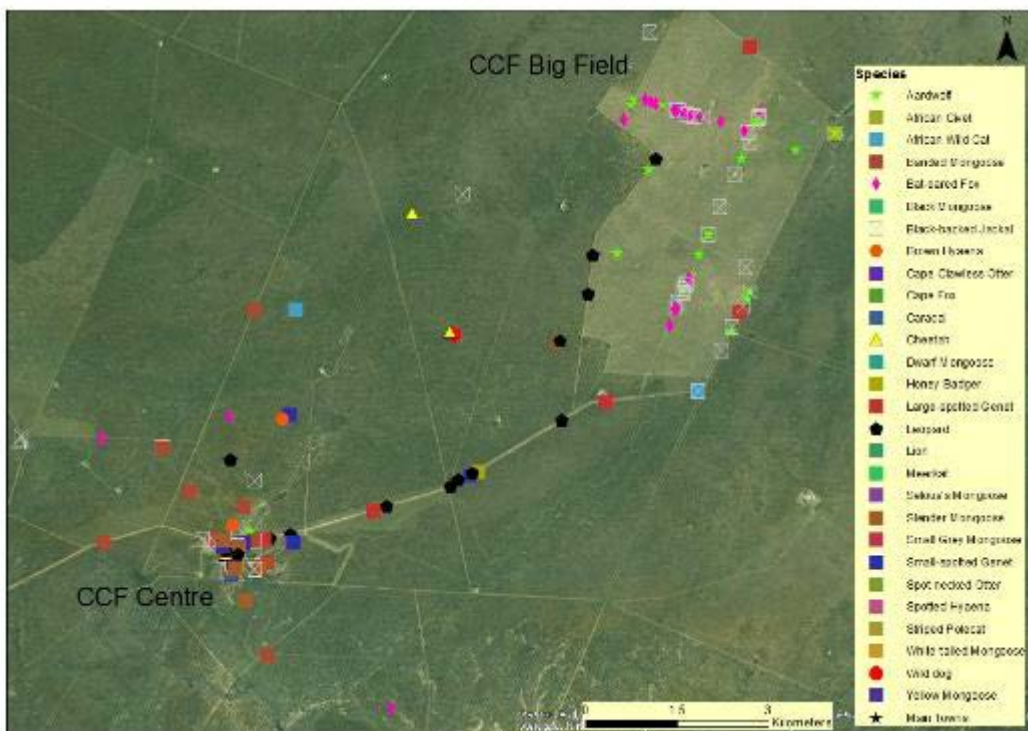 N
CCF Big Field
Species
Aardwolf
African Civet
African Wild Cat
Banded Mongoose
Bat-eared Fox
Black Mongoose
Black-backed Jackal
Brown Hyaena
Cape Clawless Otter
Cape Fox
Caracal
Cheetah
Dwarf Mongoose
Honey Badger
Large-spotted Genet
Leopard
Lion
Meerkat
Selous's Mongoose
Slender Mongoose
Small Grey Mongoose
Small-spotted Genet
Spot-necked Otter
Spotted Hyaena
Striped Polecat
White-tailed Mongoose
Wild dog
Yellow Mongoose
Main Towns
CCF Centre
0 1.5 3
Kilometers